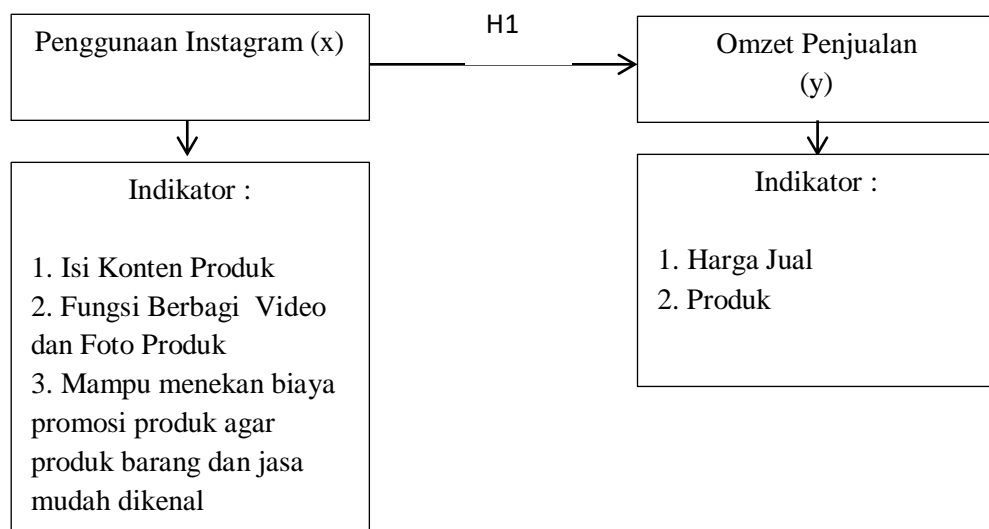 Penggunaan Instagram (x)
H1
Omzet Penjualan
(y)
Indikator :
1. Isi Konten Produk
2. Fungsi Berbagi  Video
dan Foto Produk
3. Mampu menekan biaya
promosi produk agar
produk barang dan jasa
mudah dikenal
Indikator :
1. Harga Jual
2. Produk